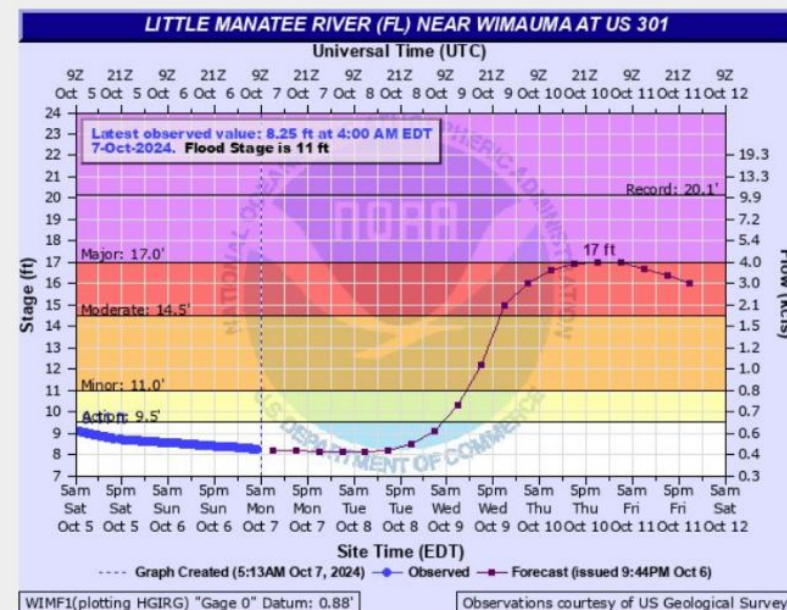 LITTLE MANATEE RIVER (FL) NEAR WIMAUMA AT US 301
Universal Time (UTC)
9Z 21Z 9Z 21Z 9Z 21Z 9Z 21Z 9Z 21Z 9Z 21Z 9Z 21Z 9Z
Oct 5 Oct 5 Oct 6 Oct 6 Oct 7 Oct 7 Oct 8 Oct 8 Oct 9 Oct 9 Oct 10 Oct 10 Oct 11 Oct 11 Oct 12
Latest observed value: 8.25 ft at 4:00 AM EDT
7-Oct-2024. Flood Stage is 11 ft
Record: 20.1'
17 ft
Major: 17.0'
Moderate: 14.5'
Minor: 11.0'
Action: 9.5'
NATIONAL OCEANIC AND ATMOSPHERIC ADMINISTRATION
NOAA
U.S. DEPARTMENT OF COMMERCE
Stage (ft)
24
23
22
21
20
19
18
17
16
15
14
13
12
11
10
9
8
7
Flow (kcfs)
19.3
13.3
9.9
7.2
5.4
4.0
3.0
2.1
1.5
1.2
1.0
0.8
0.7
0.6
0.4
0.3
5am 5pm 5am 5pm 5am 5pm 5am 5pm 5am 5pm 5am 5pm 5am 5pm 5am
Sat Sat Sun Sun Mon Mon Tue Tue Wed Wed Thu Thu Fri Fri Sat
Oct 5 Oct 5 Oct 6 Oct 6 Oct 7 Oct 7 Oct 8 Oct 8 Oct 9 Oct 9 Oct 10 Oct 10 Oct 11 Oct 11 Oct 12
Site Time (EDT)
Graph Created (5:13AM Oct 7, 2024) Observed Forecast (issued 9:44PM Oct 6)
WIMF1(plotting HGIRG) "Gage 0" Datum: 0.88'
Observations courtesy of US Geological Survey